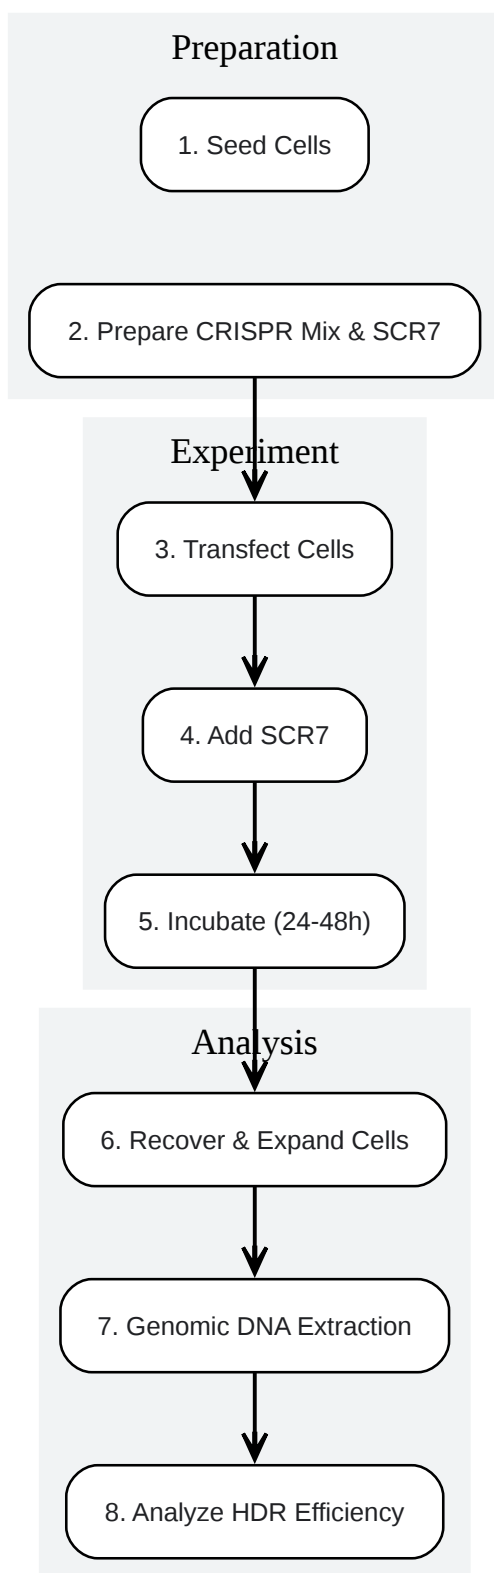 Preparation
1. Seed Cells
2. Prepare CRISPR Mix & SCR7
Experiment
3. Transfect Cells
4. Add SCR7
5. Incubate (24-48h)
Analysis
6. Recover & Expand Cells
7. Genomic DNA Extraction
8. Analyze HDR Efficiency